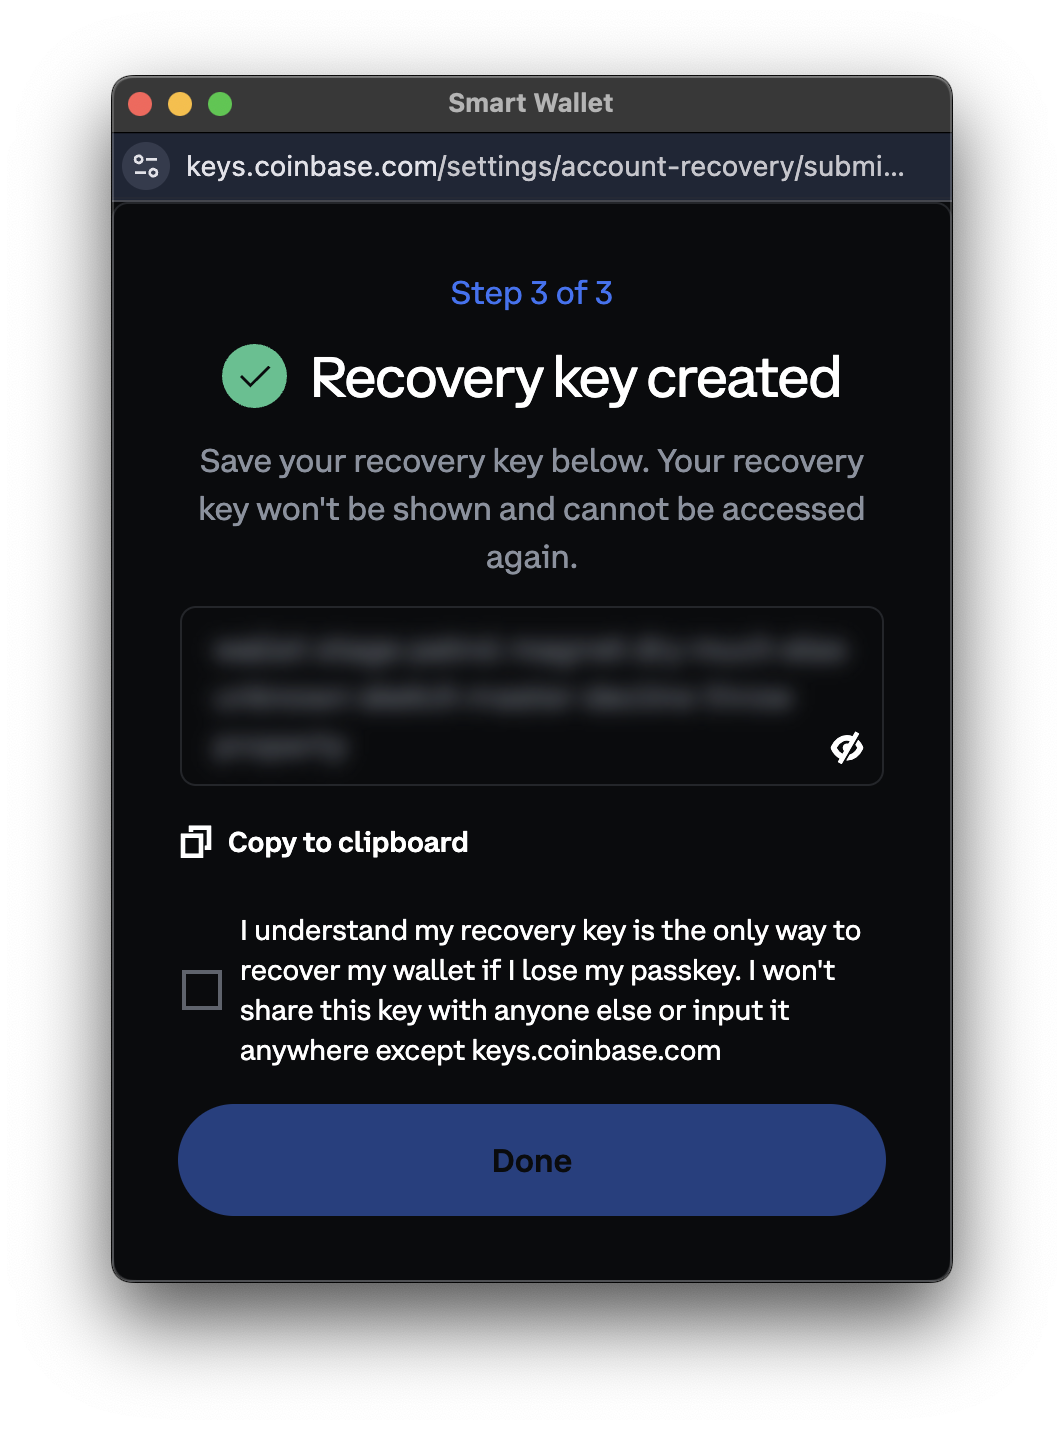 Smart Wallet
keys.coinbase.com/settings/account-recovery/submi...
Step 3 of 3
Recovery key created
Save your recovery key below. Your recovery
key won't be shown and cannot be accessed
again.
Copy to clipboard
I understand my recovery key is the only way to
recover my wallet if I lose my passkey. I won't
share this key with anyone else or input it
anywhere except keys.coinbase.com
Done